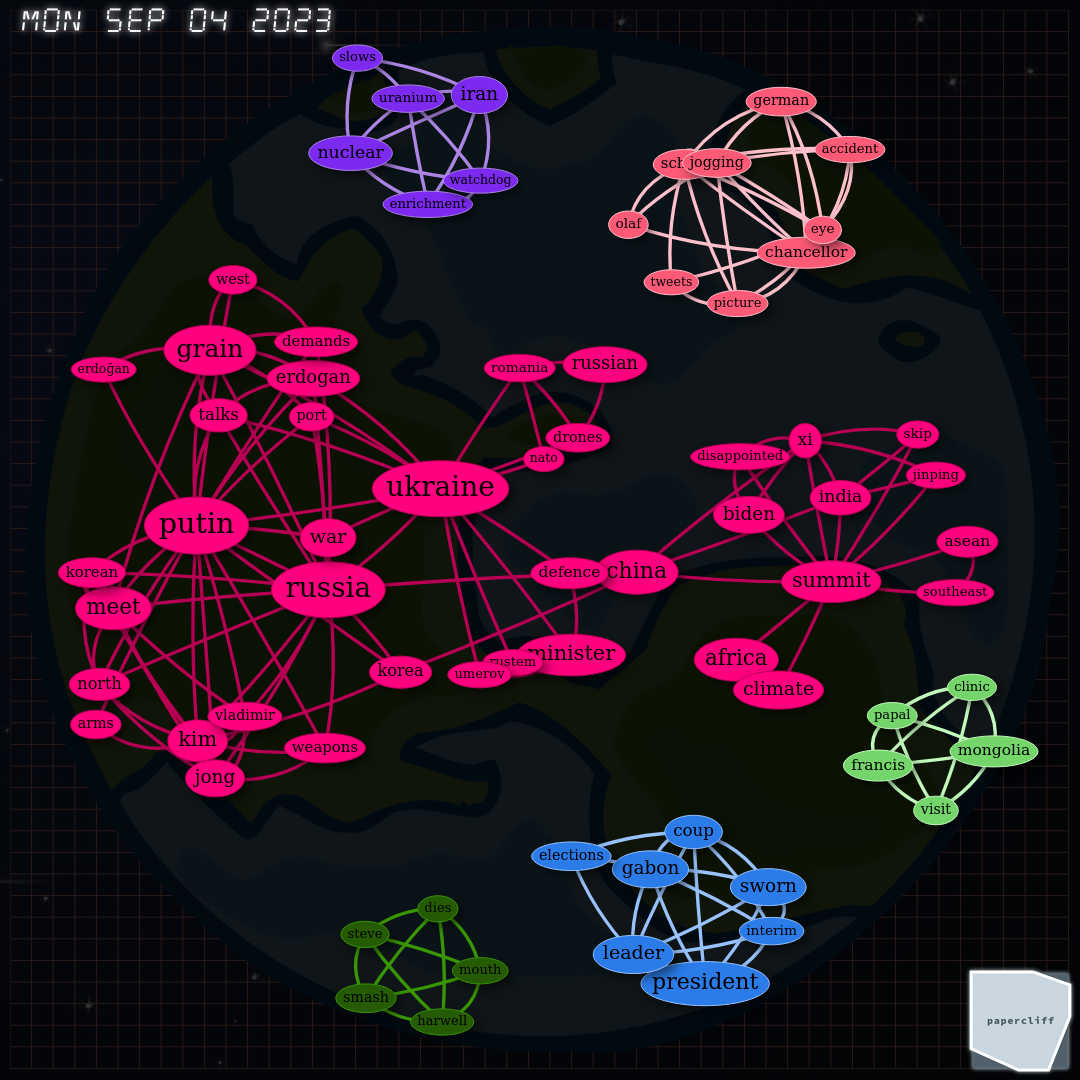 MON SEP 04 2023
slows
iran
uranium
nuclear
watchdog
enrichment
german
accident
jogging
olaf
eye
chancellor
tweets
picture
west
grain
demands
erdoğan
erdogan
talks
port
romania
russian
drones
nato
ukraine
putin
war
russia
korean
meet
north
arms
vladimir
kim
jong
weapons
korea
defence
china
minister
rustem
umerov
xi
skip
disappointed
jinping
india
biden
asean
summit
southeast
africa
climate
clinic
papal
mongolia
francis
visit
coup
elections
gabon
sworn
interim
leader
president
dies
steve
mouth
smash
harwell
papercliff